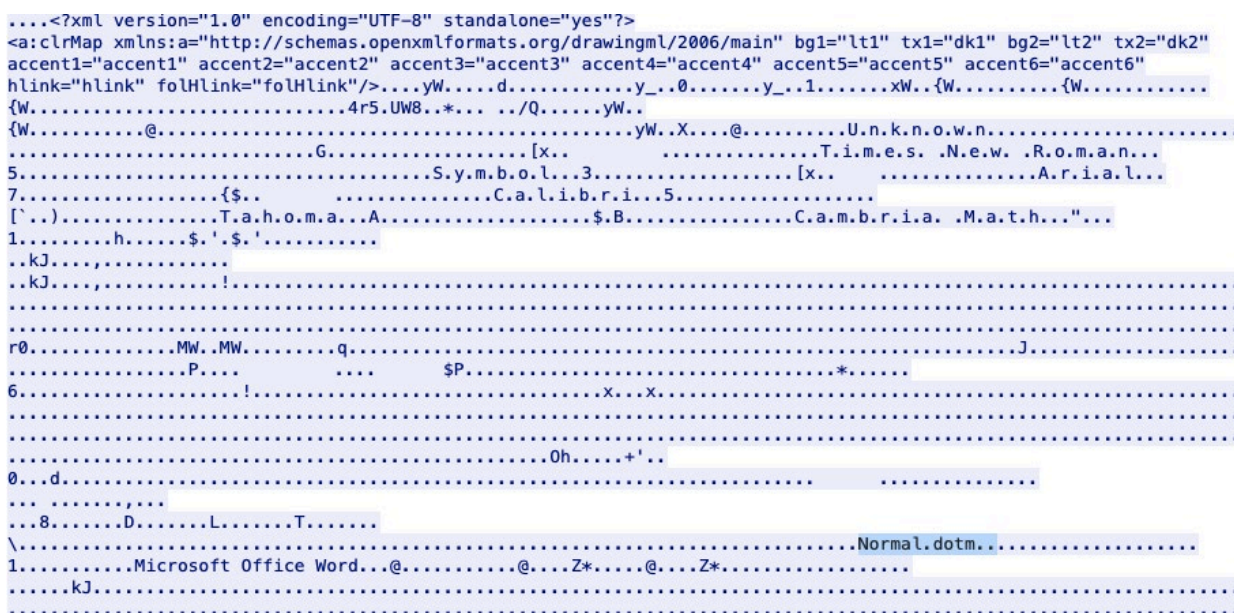 ....<?xml version="1.0" encoding="UTF-8" standalone="yes"?>
<a:clrMap xmlns:a="http://schemas.openxmlformats.org/drawingml/2006/main" bg1="lt1" tx1="dk1" bg2="lt2" tx2="dk2"
accent1="accent1" accent2="accent2" accent3="accent3" accent4="accent4" accent5="accent5" accent6="accent6"
hlink="hlink" folHlink="folHlink"/>....yW.....d.............y_..0.......y_..1........xW..{W..........{W............
{W................................4r5.UW8..*... ../Q.......yW..
{W...........@................................................yW..X....@..........U.n.k.n.o.w.n.........................
...............................G....................[x.. ................T.i.m.e.s. .N.e.w. .R.o.m.a.n...
5..........................................S.y.m.b.o.l...3....................[x.. ................A.r.i.a.l...
7....................{$.. ................C.a.l.i.b.r.i...5....................
[`..)................T.a.h.o.m.a...A.....................$.B.................C.a.m.b.r.i.a. .M.a.t.h..."...
1.........h......$.'.$.'...........
..kJ....,............
..kJ....,............!.....................................................................................................
...........................................................................................................................
...........................................................................................................................
r0...............MW..MW.........q....................................................................J.....................
..................P.... .... $P.....................................*......
6.......................!...................................x...x..........................................................
...........................................................................................................................
...........................................................................................................................
.......................................................Oh.....+'..
0...d............................................................................ ...............
... .......,...
...8.......D.......L.......T.......
\.....................................................................................Normal.dotm......................
1...........Microsoft Office Word...@............@....Z*.....@....Z*...................
......kJ...................................................................................................................
...........................................................................................................................